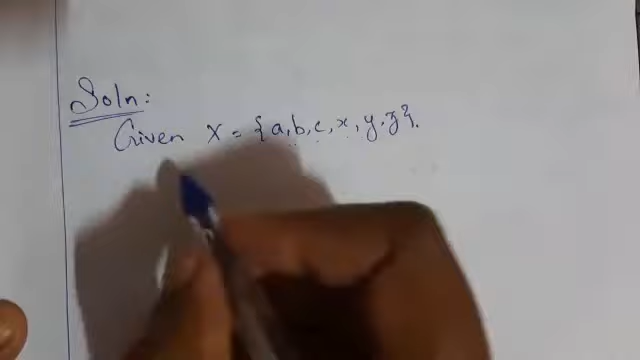 Soln:
Given X = {a,b,c,x,y,z}.